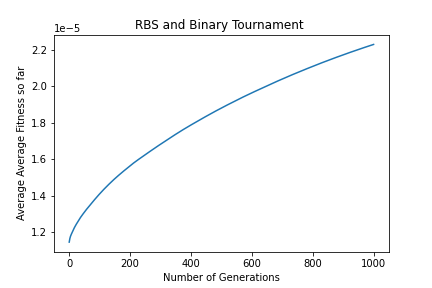 RBS and Binary Tournament
1e−5
2.2
2.0
1.8
1.6
1.4
1.2
Average Average Fitness so far
0 200 400 600 800 1000
Number of Generations